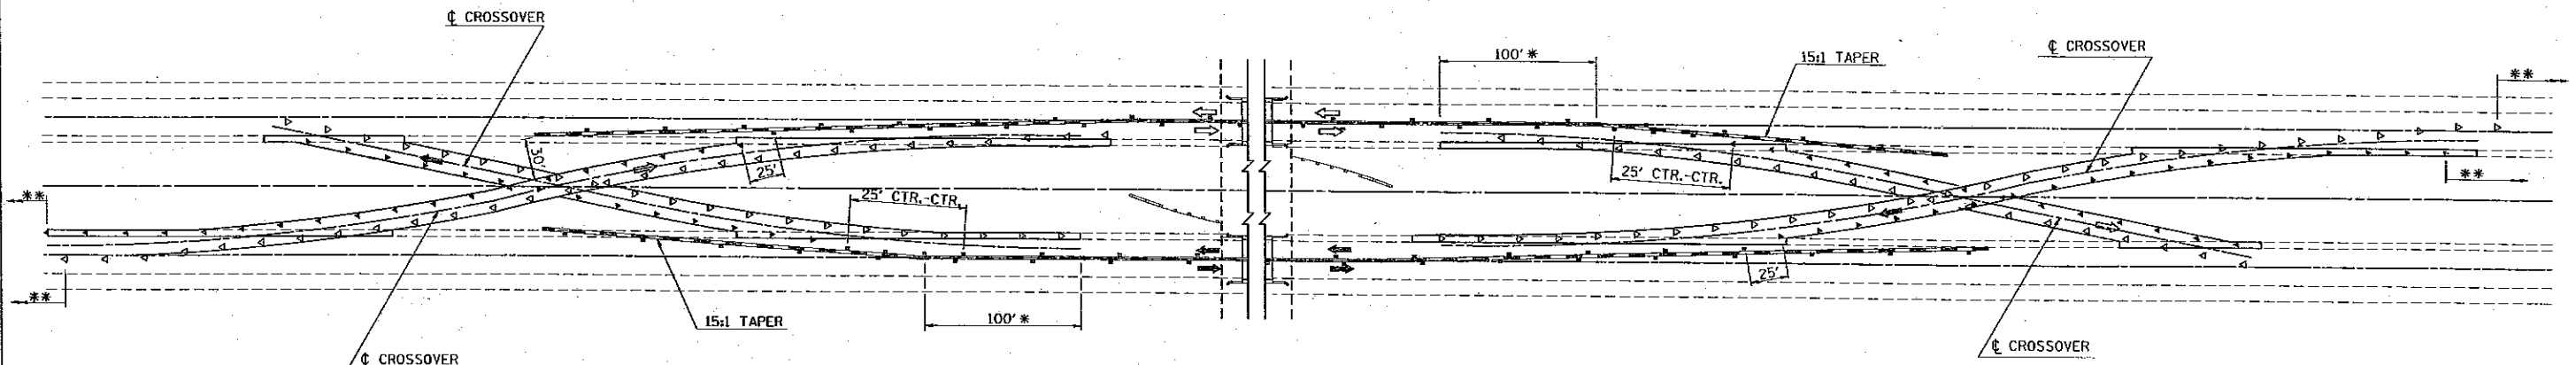 ℄ CROSSOVER
℄ CROSSOVER
100' *
15:1 TAPER
**
30'
25'
25' CTR.-CTR.
**
25' CTR.-CTR.
**
25'
**
15:1 TAPER
100' *
℄ CROSSOVER
℄ CROSSOVER